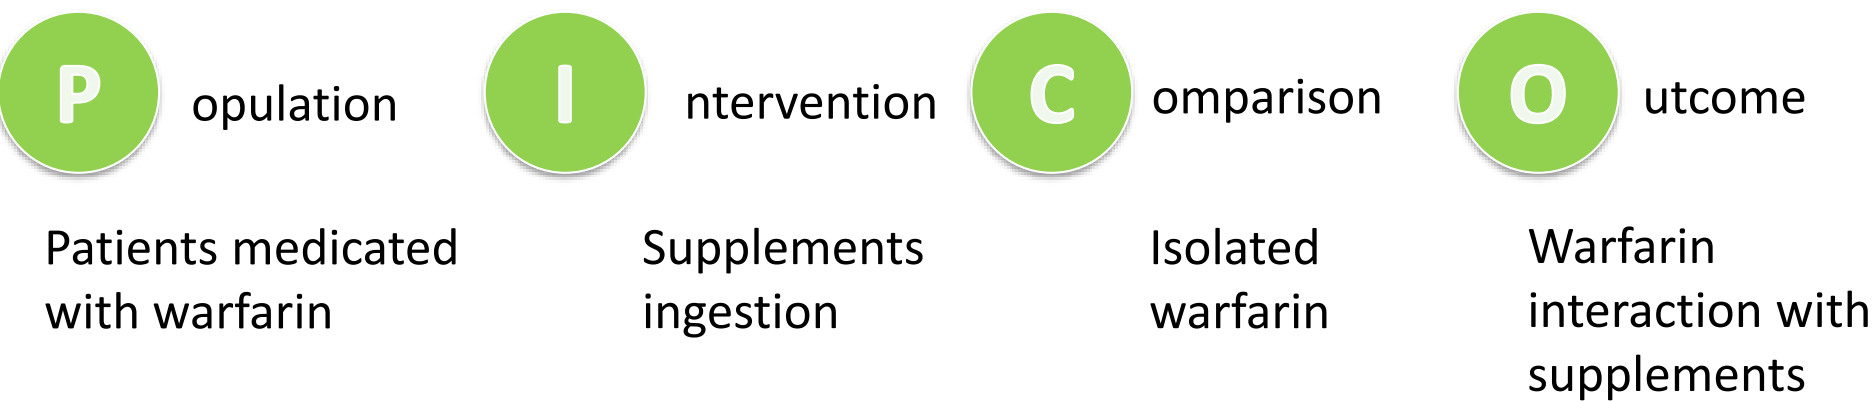 P opulation
I ntervention
C omparison
O utcome
Patients medicated
with warfarin
Supplements
ingestion
Isolated
warfarin
Warfarin
interaction with
supplements